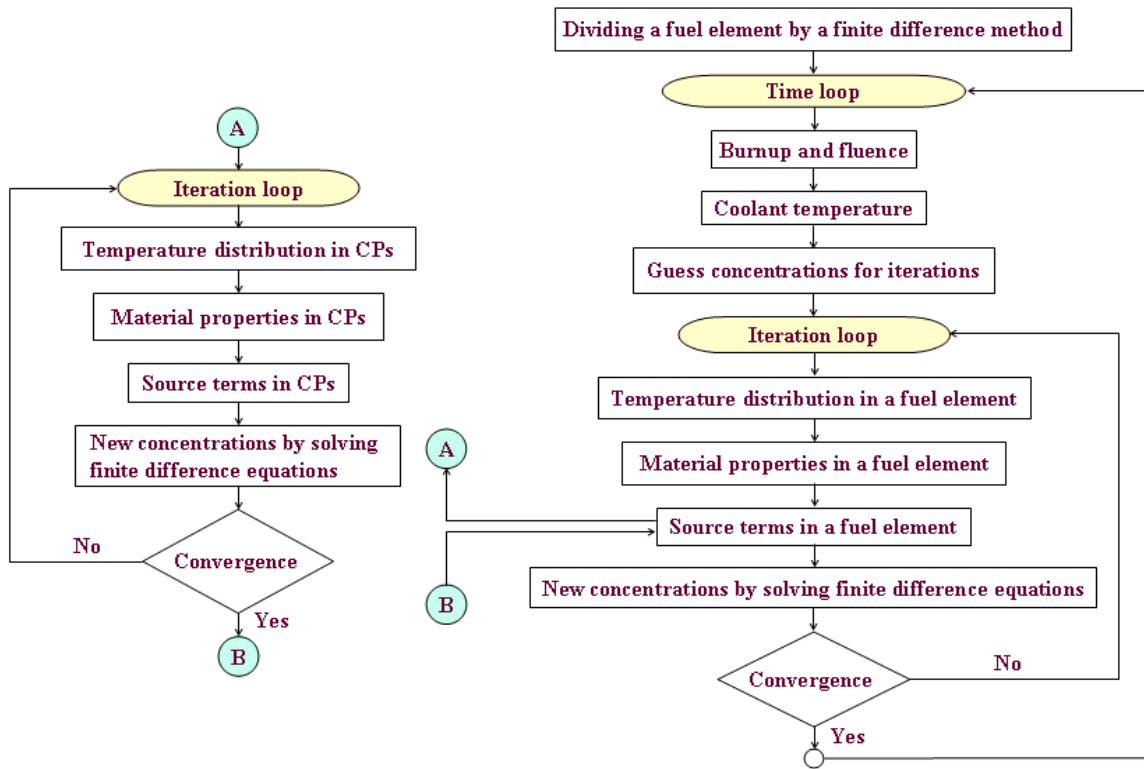 A
Iteration loop
Temperature distribution in CPs
Material properties in CPs
Source terms in CPs
New concentrations by solving
finite difference equations
Convergence
No
Yes
B
Dividing a fuel element by a finite difference method
Time loop
Burnup and fluence
Coolant temperature
Guess concentrations for iterations
Iteration loop
Temperature distribution in a fuel element
Material properties in a fuel element
A
Source terms in a fuel element
B
New concentrations by solving finite difference equations
Convergence
No
Yes